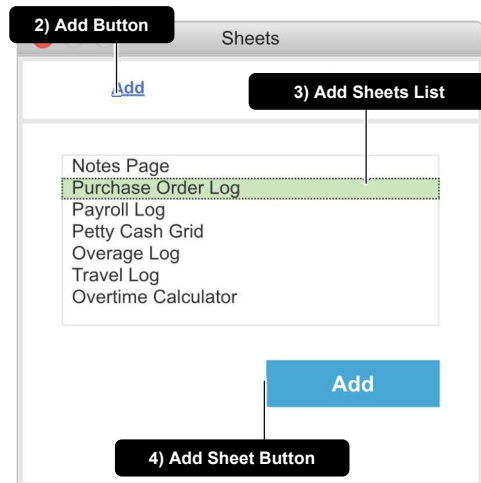 2) Add Button
Sheets
Add
3) Add Sheets List
Notes Page
Purchase Order Log
Payroll Log
Petty Cash Grid
Overage Log
Travel Log
Overtime Calculator
Add
4) Add Sheet Button